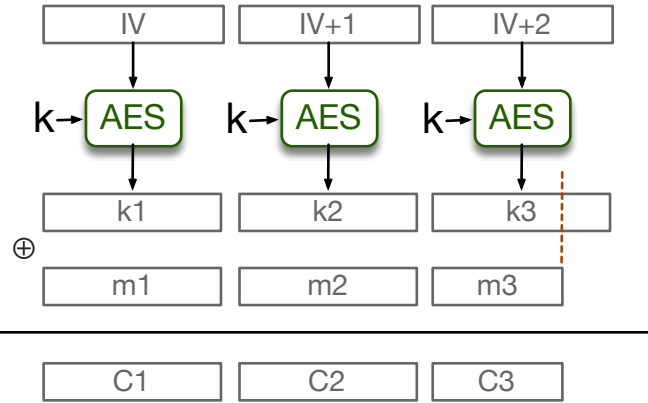 IV IV+1 IV+2
k AES k AES k AES
k1 k2 k3
⊕
m1 m2 m3
C1 C2 C3